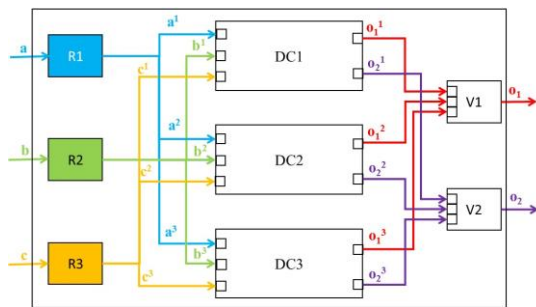 a
R1
a¹
b¹
c¹
DC1
o₁¹
o₂¹
V1
o₁
b
R2
a²
b²
c²
DC2
o₁²
o₂²
V2
o₂
c
R3
a³
b³
c³
DC3
o₁³
o₂³